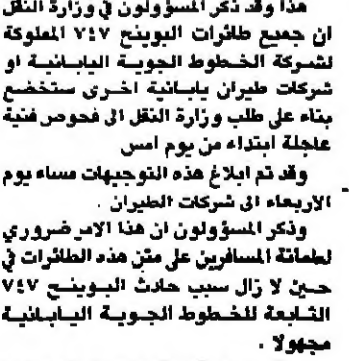 هذا وقد ذكر المسؤولون في وزارة النقل
ان جميع طائرات البوينج ٧٤٧ المملوكة
لشركة الخطوط الجوية اليابانية او
شركات طيران يابانية اخرى ستخضع
بناء على طلب وزارة النقل الى فحوص فنية
عاجلة ابتداء من يوم امس
وقد تم ابلاغ هذه التوجيهات مساء يوم
الاربعاء الى شركات الطيران .
وذكر المسؤولون ان هذا الامر ضروري
لطمانة المسافرين على متن هذه الطائرات في
حين لا زال سبب حادث البوينج ٧٤٧
التابعة للخطوط الجوية اليابانية
مجهولا .